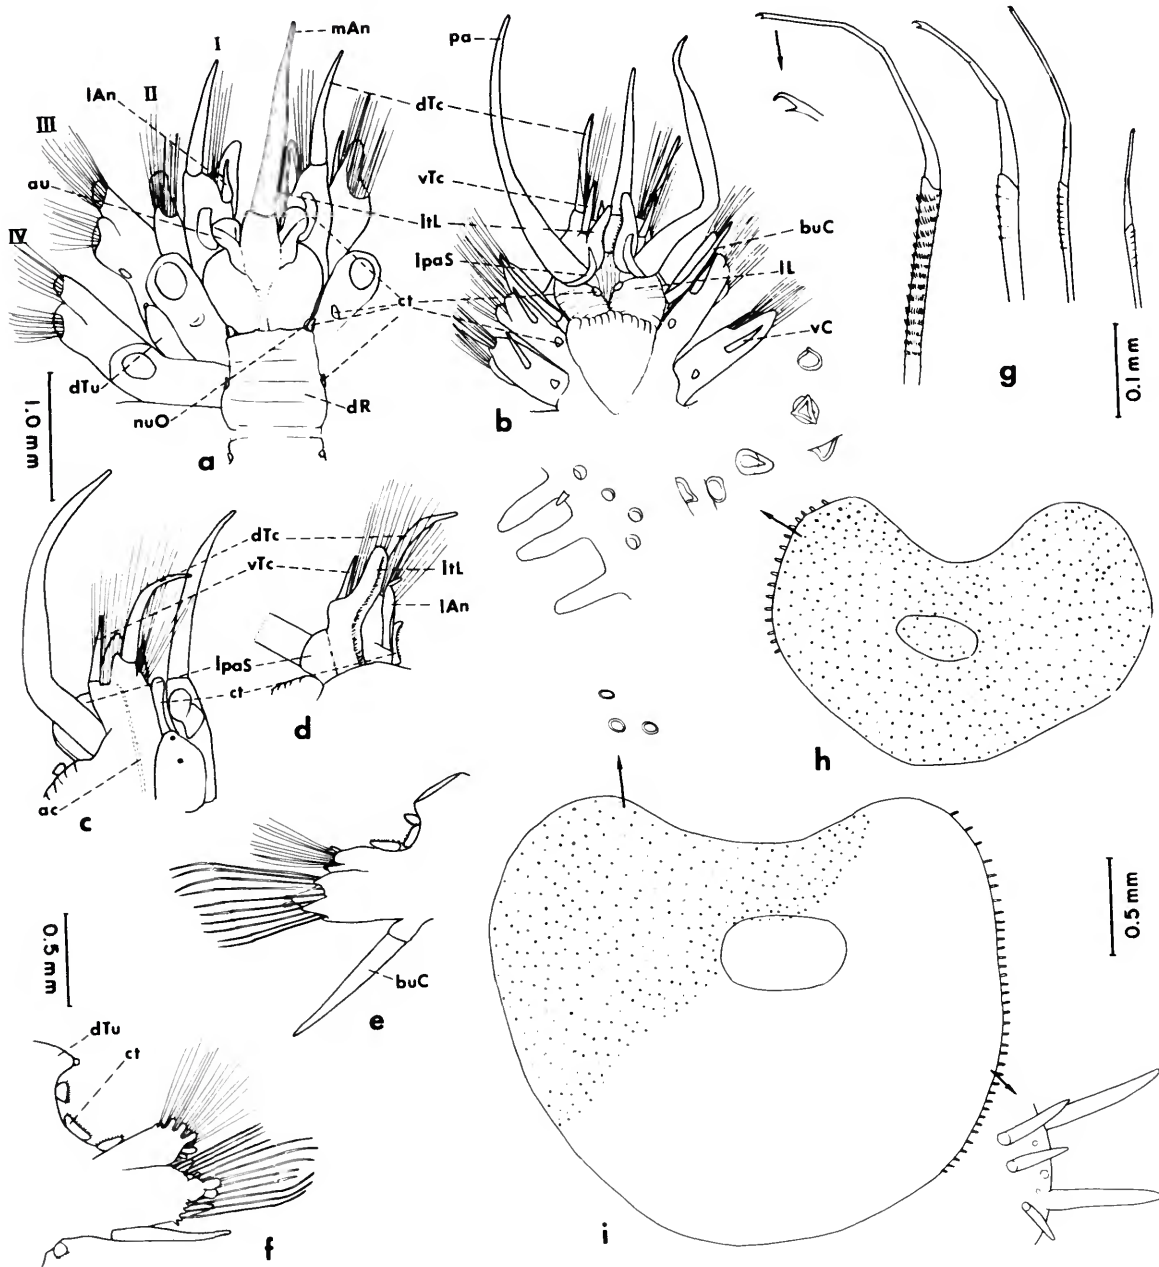 mAn
pa
I
lAn
II
dTc
III
vTc
au
ltL
buC
lpaS
lL
IV
ct
vC
dTu
g
0.1 mm
nuO
dR
b
1.0 mm
a
dTc
vTc
ltL
lAn
lpaS
ct
d
h
ac
c
0.5 mm
0.5 mm
buC
e
dTu
ct
f
i